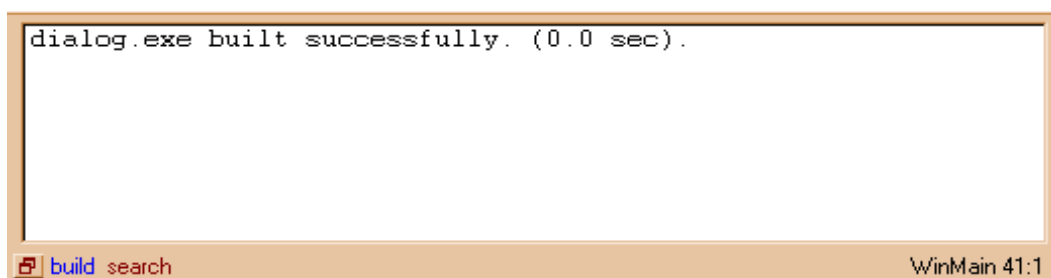 dialog.exe built successfully. (0.0 sec).
build search WinMain 41:1